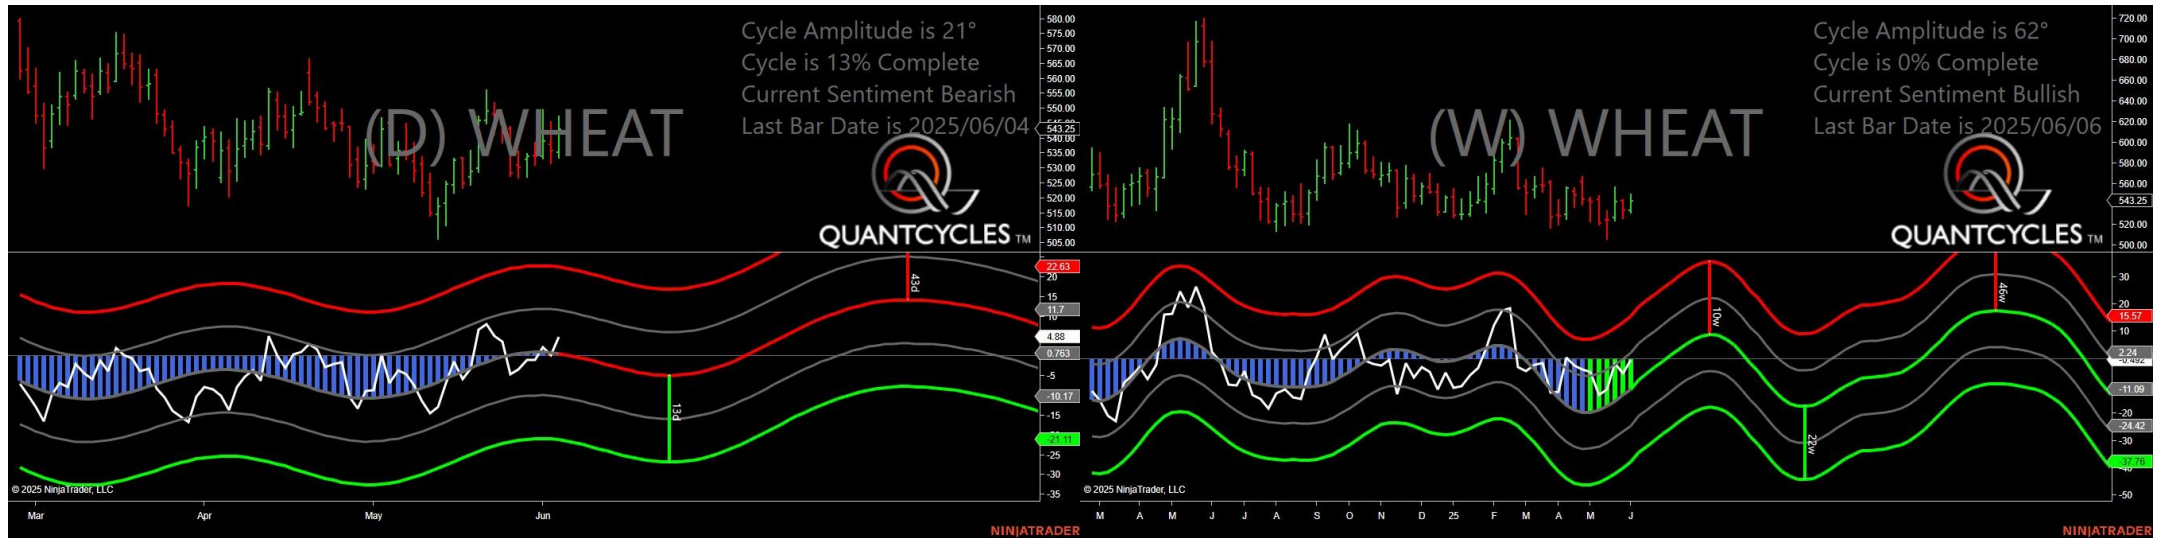 Cycle Amplitude is 21°
Cycle is 13% Complete
Current Sentiment Bearish
Last Bar Date is 2025/06/04
(D) WHEAT
QUANTCYCLES TM
580.00
575.00
570.00
565.00
560.00
555.00
550.00
543.25
540.00
535.00
530.00
525.00
520.00
515.00
510.00
505.00
22.63
20
15
11.7
4.88
0.763
-5
-10.17
-15
-21.11
-25
-30
-35
43d
13d
© 2025 NinjaTrader, LLC
Mar
Apr
May
Jun
NINJATRADER
Cycle Amplitude is 62°
Cycle is 0% Complete
Current Sentiment Bullish
Last Bar Date is 2025/06/06
(W) WHEAT
QUANTCYCLES TM
720.00
700.00
680.00
660.00
640.00
620.00
600.00
580.00
560.00
543.25
520.00
500.00
30
20
15.57
10
2.24
-0.492
-11.09
-20
-24.42
-30
-37.76
-50
10w
46w
22w
© 2025 NinjaTrader, LLC
M A M J J A S O N D 25 F M A M J
NINJATRADER